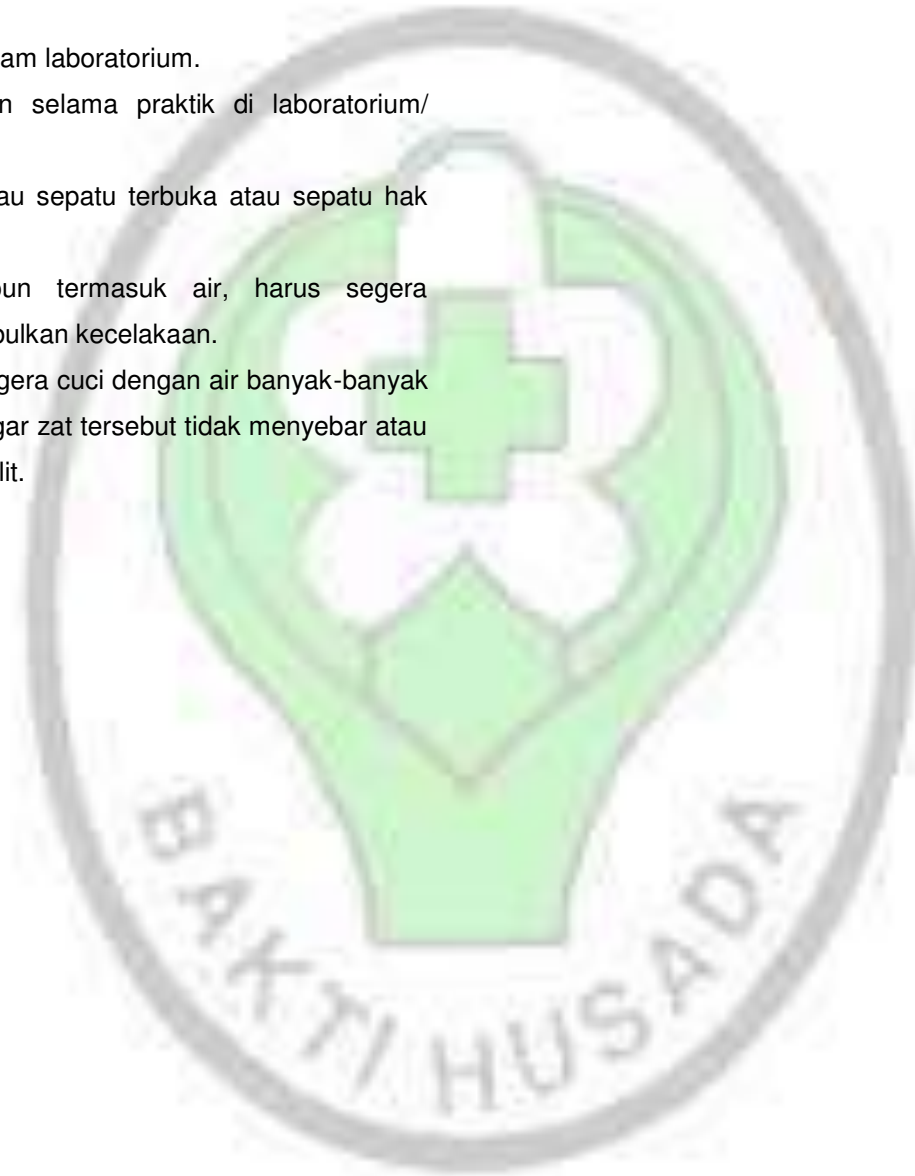 am laboratorium.
n selama praktik di laboratorium/
au sepatu terbuka atau sepatu hak
un termasuk air, harus segera
bulkan kecelakaan.
gera cuci dengan air banyak-banyak
gar zat tersebut tidak menyebar atau
lit.
BAKTI HUSADA